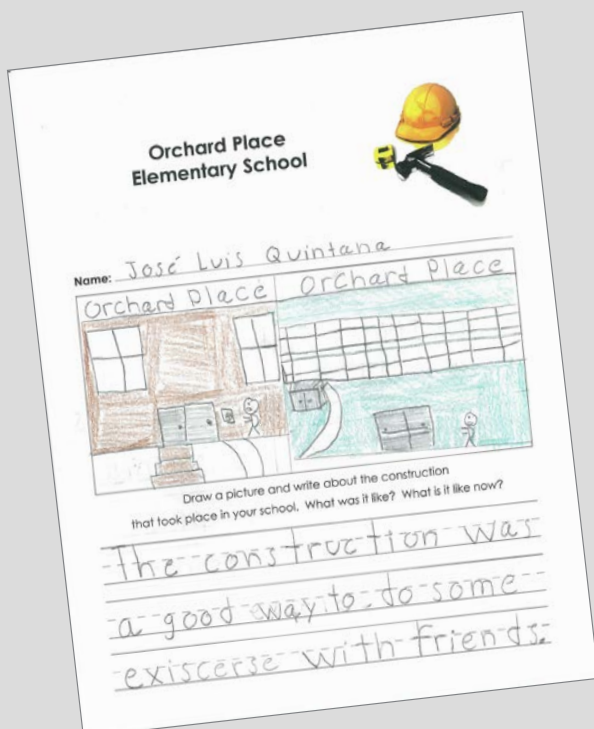 Orchard Place
Elementary School
Name: José Luis Quintana
Orchard Place
Orchard Place
Draw a picture and write about the construction
that took place in your school. What was it like? What is it like now?
The construction was
a good way to do some
exiscerse with friends.